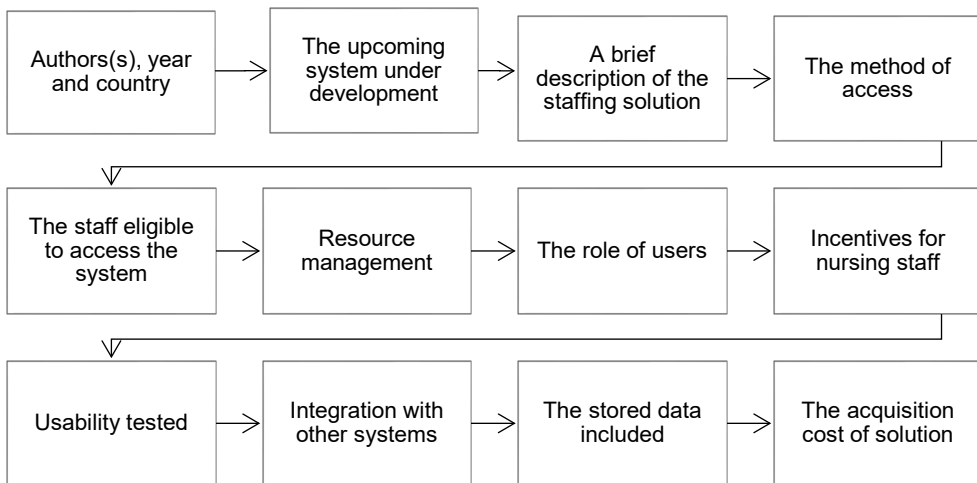 Authors(s), year
and country
The upcoming
system under
development
A brief
description of the
staffing solution
The method of
access
The staff eligible
to access the
system
Resource
management
The role of users
Incentives for
nursing staff
Usability tested
Integration with
other systems
The stored data
included
The acquisition
cost of solution